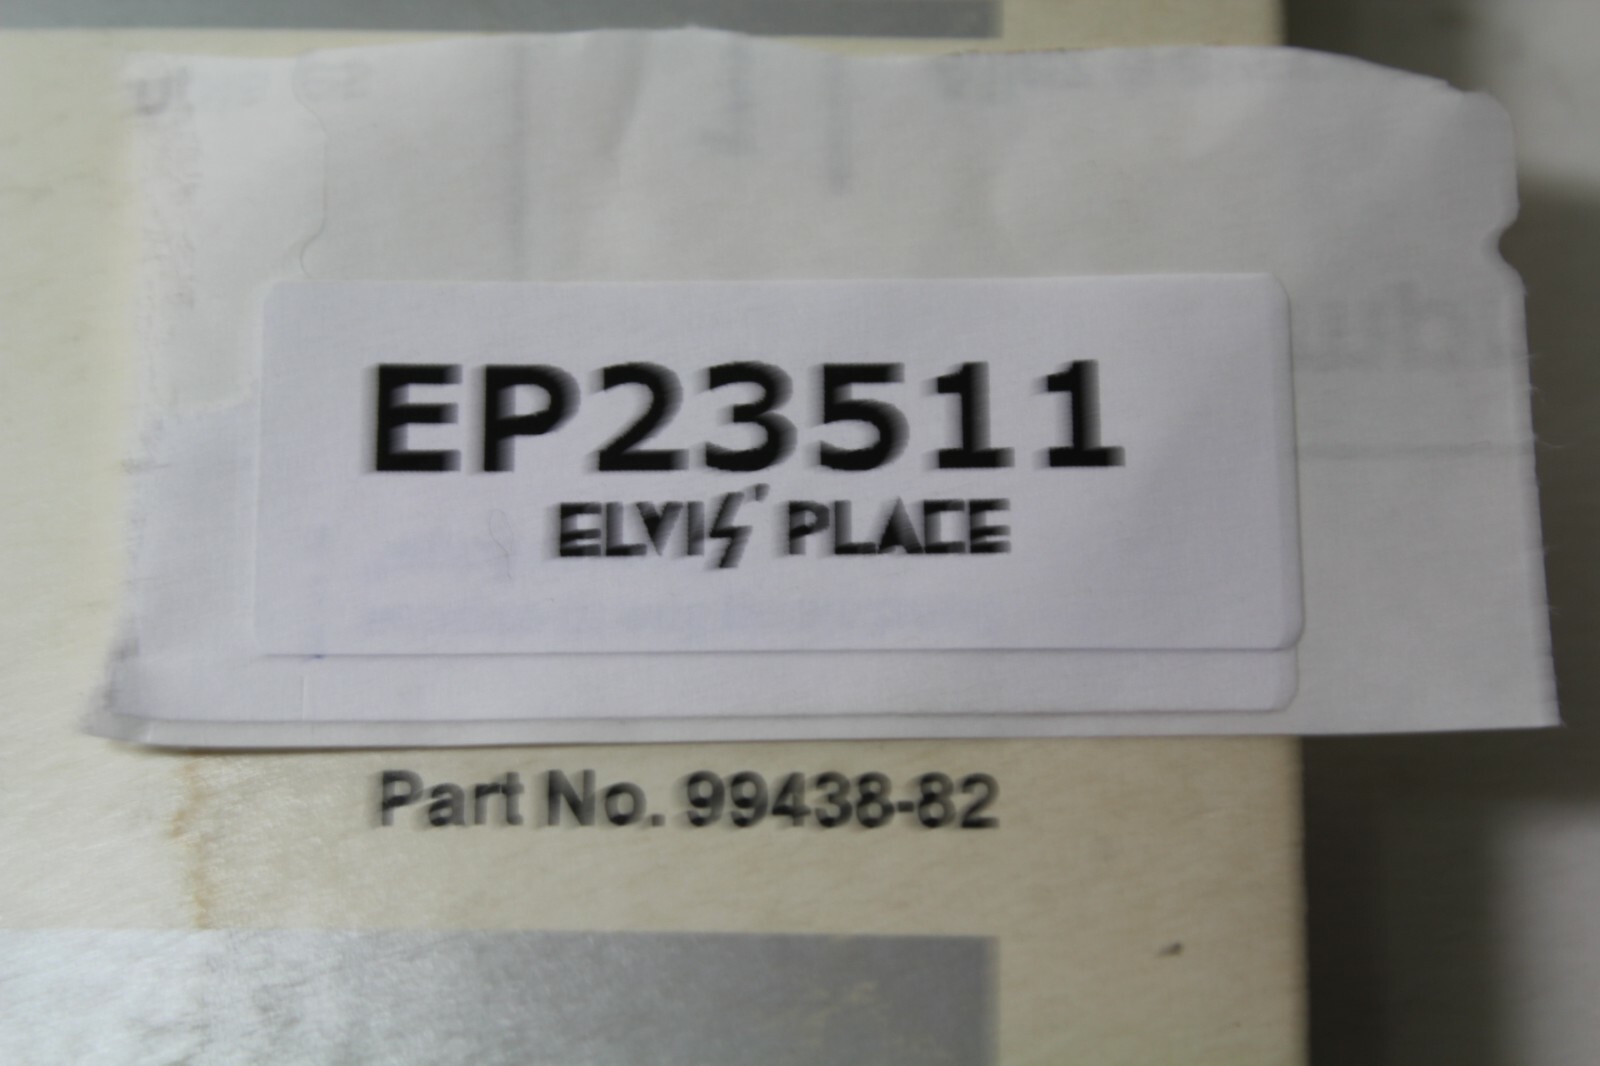 EP23511
ELVIS' PLACE
Part No. 99438-82